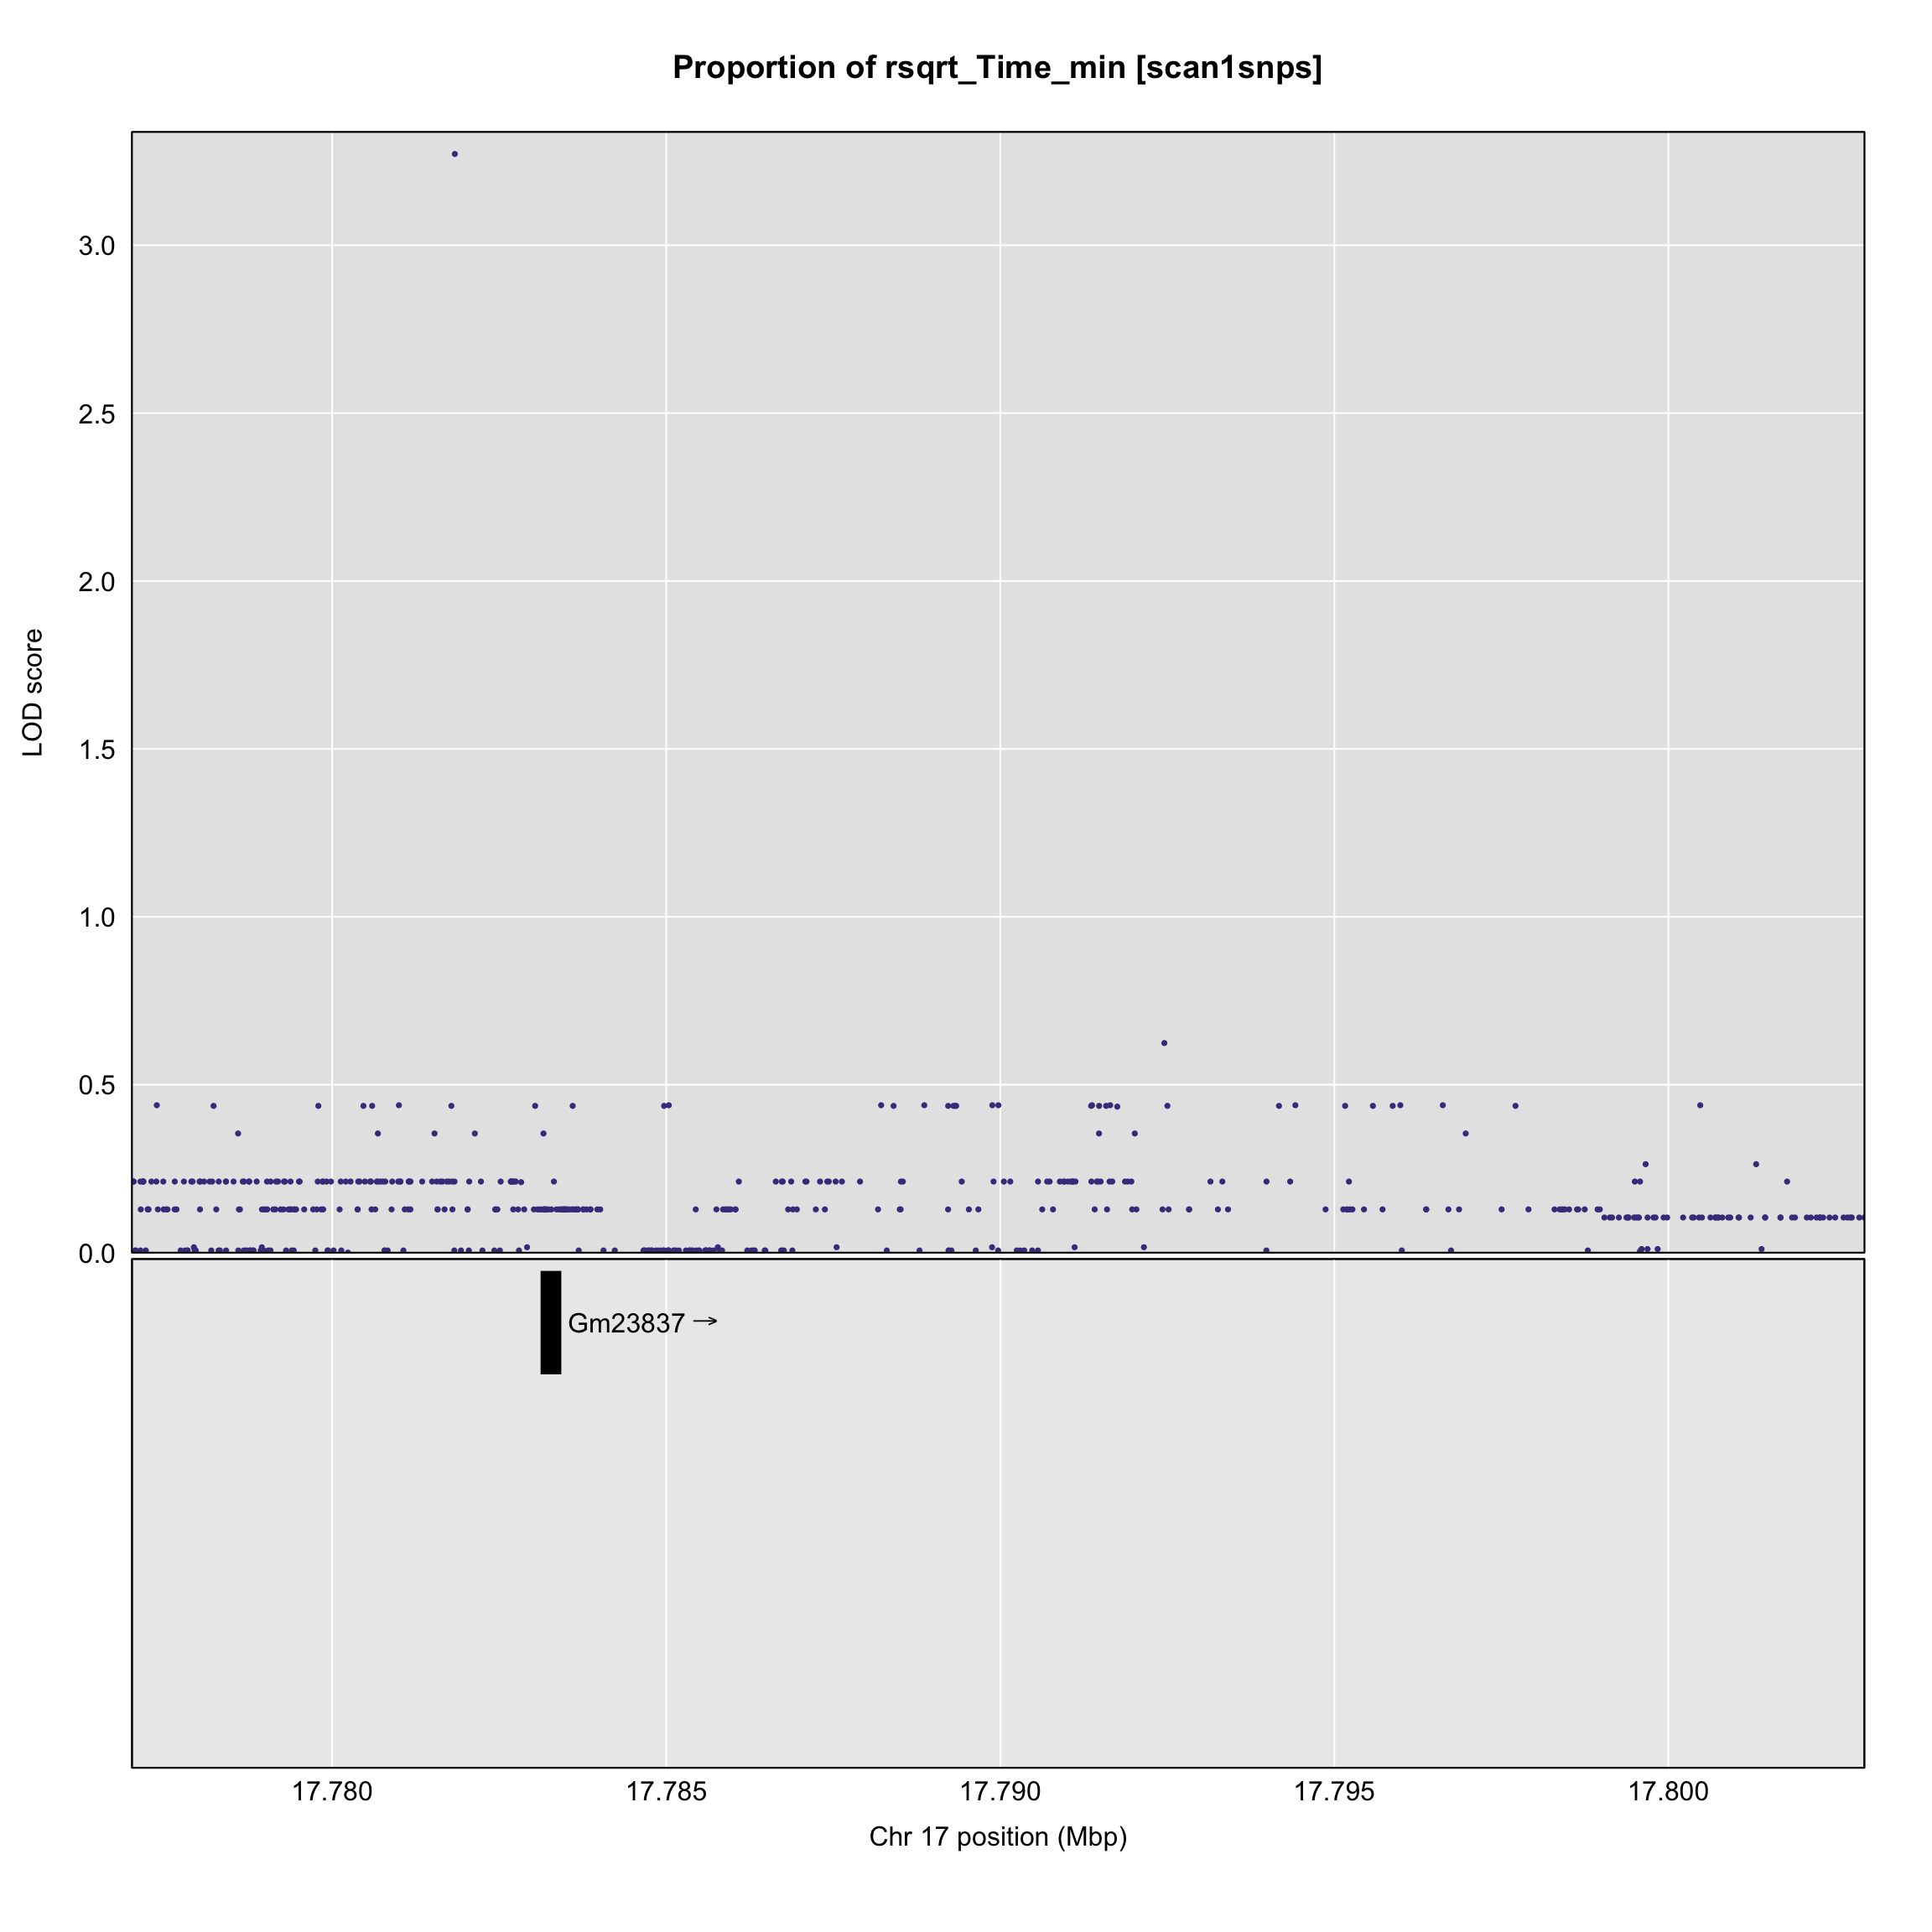 Proportion of rsqrt_Time_min [scan1snps]
LOD score
3.0
2.5
2.0
1.5
1.0
0.5
0.0
Gm23837 →
17.780 17.785 17.790 17.795 17.800
Chr 17 position (Mbp)